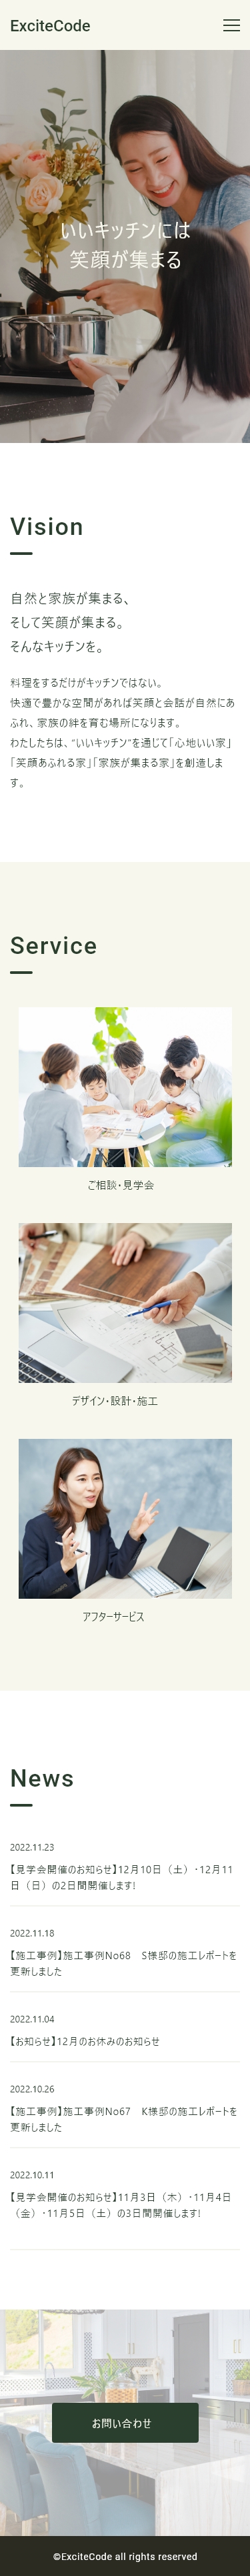 ExciteCode
いいキッチンには
笑顔が集まる
Vision
自然と家族が集まる、
そして笑顔が集まる。
そんなキッチンを。
料理をするだけがキッチンではない。
快適で豊かな空間があれば笑顔と会話が自然にあ
ふれ、家族の絆を育む場所になります。
わたしたちは、“いいキッチン”を通じて「心地いい家」
「笑顔あふれる家」「家族が集まる家」を創造しま
す。
Service
ご相談・見学会
デザイン・設計・施工
アフターサービス
News
2022.11.23
【見学会開催のお知らせ】12月10日（土）・12月11
日（日）の2日間開催します!
2022.11.18
【施工事例】施工事例No68　S様邸の施工レポートを
更新しました
2022.11.04
【お知らせ】12月のお休みのお知らせ
2022.10.26
【施工事例】施工事例No67　K様邸の施工レポートを
更新しました
2022.10.11
【見学会開催のお知らせ】11月3日（木）・11月4日
（金）・11月5日（土）の3日間開催します!
お問い合わせ
©ExciteCode all rights reserved